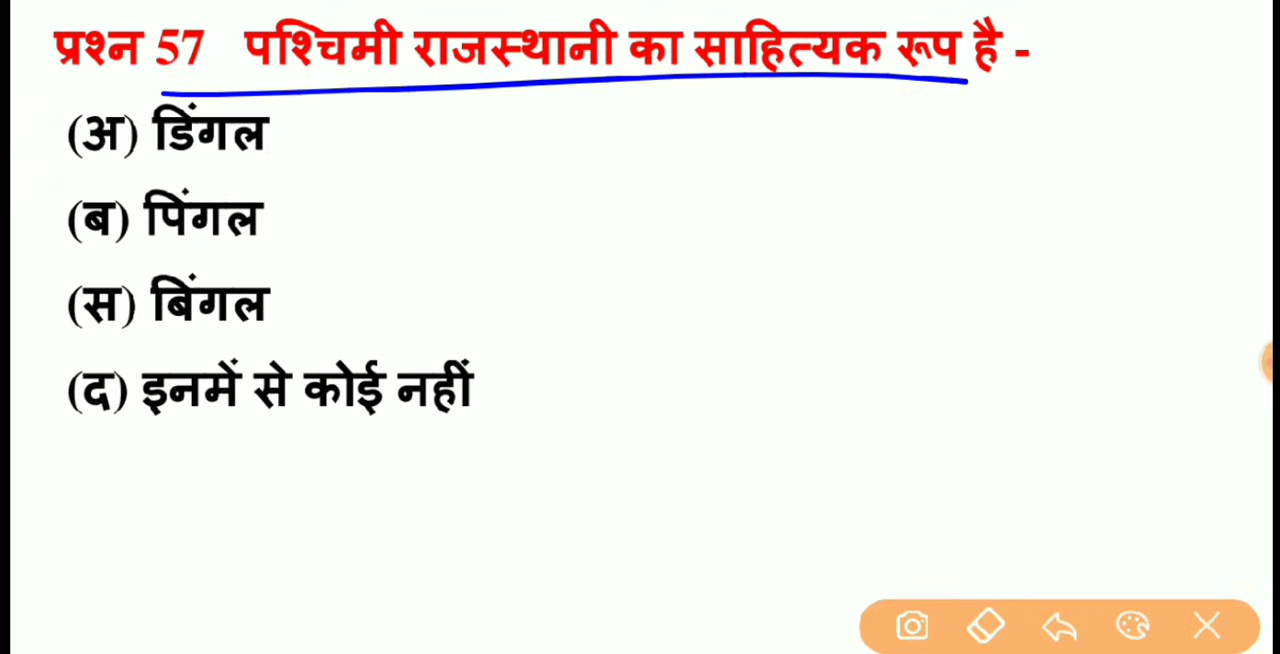 प्रश्न 57 पश्चिमी राजस्थानी का साहित्यक रूप है -
(अ) डिंगल
(ब) पिंगल
(स) बिंगल
(द) इनमें से कोई नहीं